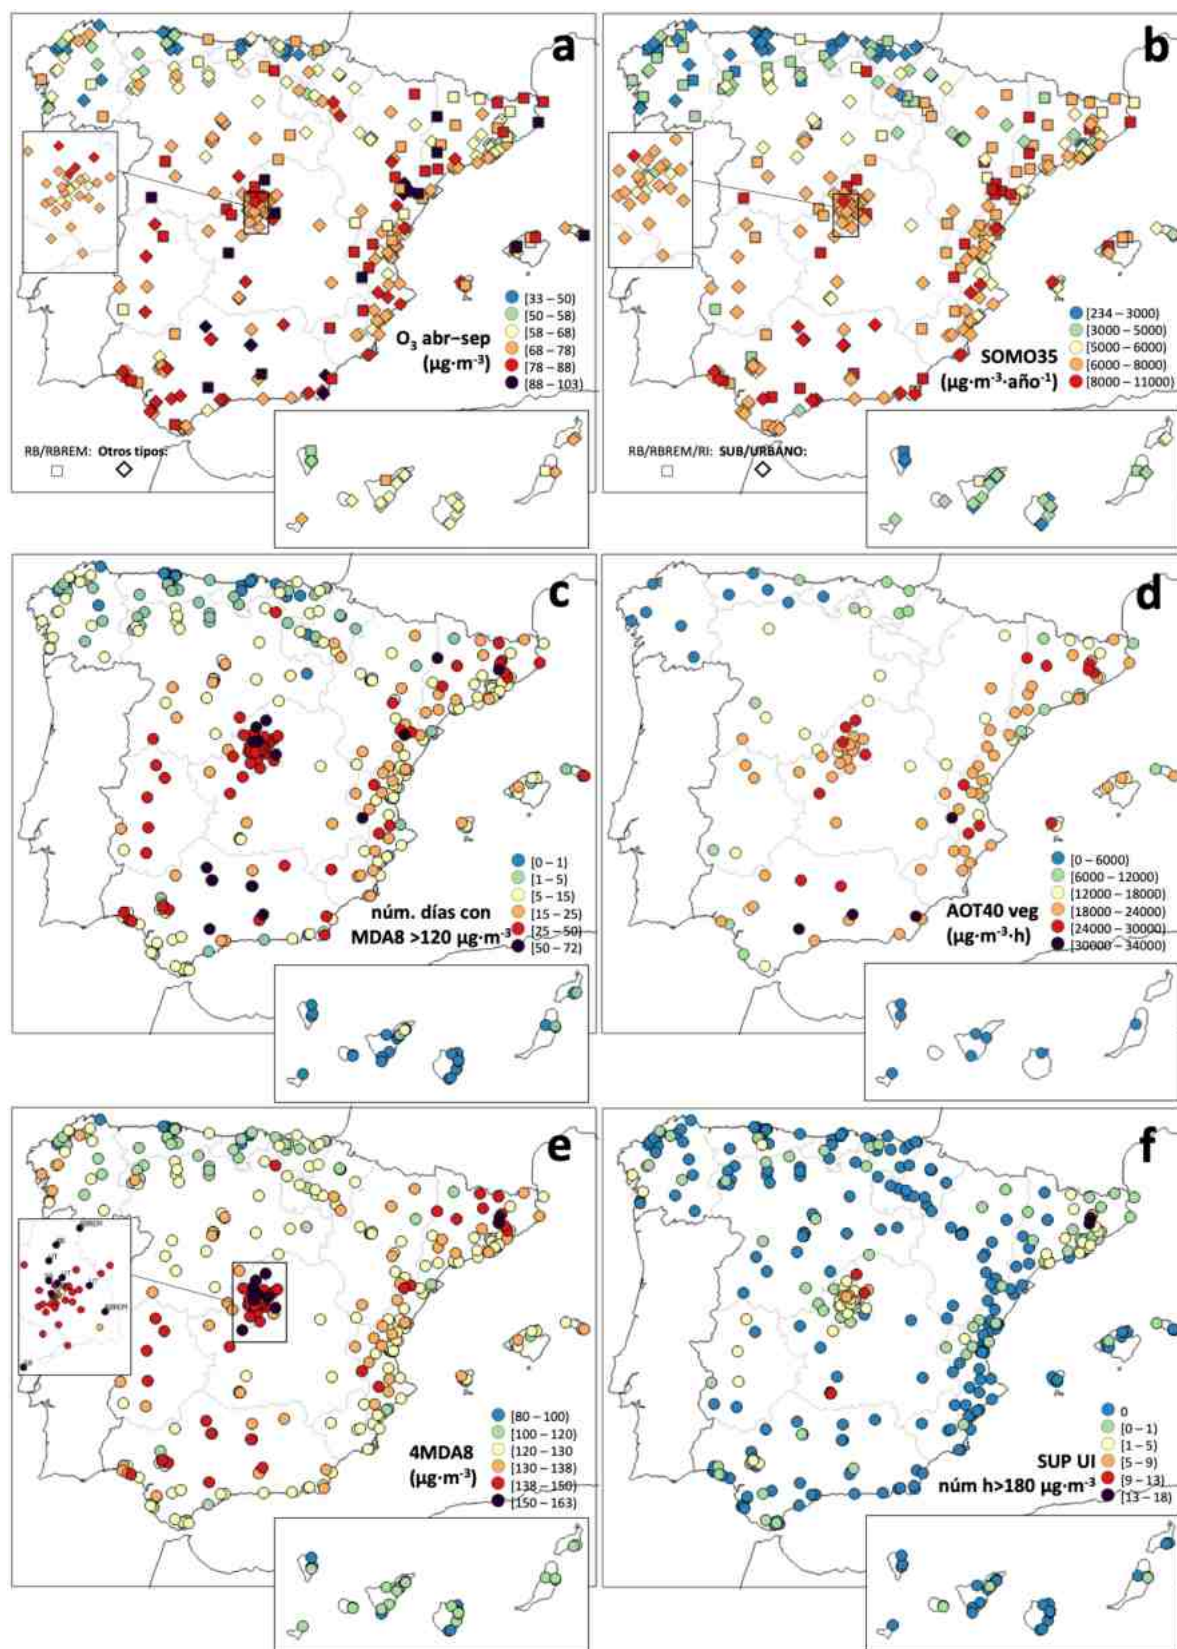 a
O₃ abr–sep
(µg·m⁻³)
[33 – 50)
[50 – 58)
[58 – 68)
[68 – 78)
[78 – 88)
[88 – 103)
RB/RBREM: Otros tipos:
b
SOMO35
(µg·m⁻³·año⁻¹)
[234 – 3000)
[3000 – 5000)
[5000 – 6000)
[6000 – 8000)
[8000 – 11000)
RB/RBREM/RI: SUB/URBANO:
c
núm. días con
MDA8 >120 µg·m⁻³
[0 – 1)
[1 – 5)
[5 – 15)
[15 – 25)
[25 – 50)
[50 – 72)
d
AOT40 veg
(µg·m⁻³·h)
[0 – 6000)
[6000 – 12000)
[12000 – 18000)
[18000 – 24000)
[24000 – 30000)
[30000 – 34000)
e
4MDA8
(µg·m⁻³)
[80 – 100)
[100 – 120)
[120 – 130
[130 – 138)
[138 – 150)
[150 – 163)
RBREM
RBREM
f
SUP UI
núm h>180 µg·m⁻³
0
[0 – 1)
[1 – 5)
[5 – 9)
[9 – 13)
[13 – 18)